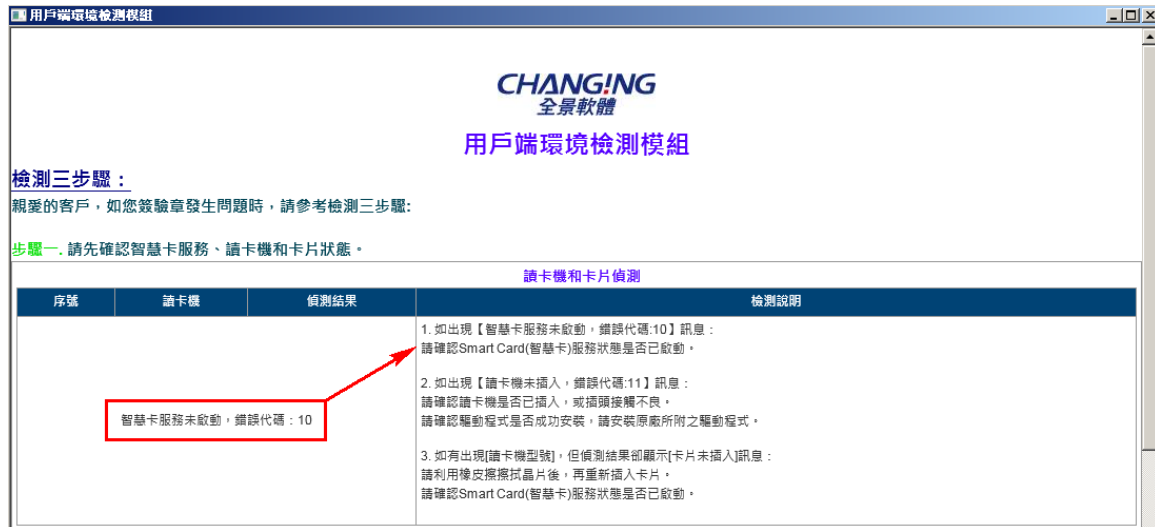 用戶端環境檢測模組
CHANG!NG
全景軟體
用戶端環境檢測模組
檢測三步驟：
親愛的客戶，如您簽驗章發生問題時，請參考檢測三步驟:
步驟一. 請先確認智慧卡服務、讀卡機和卡片狀態。
讀卡機和卡片偵測
序號 讀卡機 偵測結果 檢測說明
智慧卡服務未啟動，錯誤代碼：10
1. 如出現【智慧卡服務未啟動，錯誤代碼:10】訊息：
請確認Smart Card(智慧卡)服務狀態是否已啟動。
2. 如出現【讀卡機未插入，錯誤代碼:11】訊息：
請確認讀卡機是否已插入，或插頭接觸不良。
請確認驅動程式是否成功安裝，請安裝原廠所附之驅動程式。
3. 如有出現[讀卡機型號]，但偵測結果卻顯示[卡片未插入]訊息：
請利用橡皮擦擦拭晶片後，再重新插入卡片。
請確認Smart Card(智慧卡)服務狀態是否已啟動。